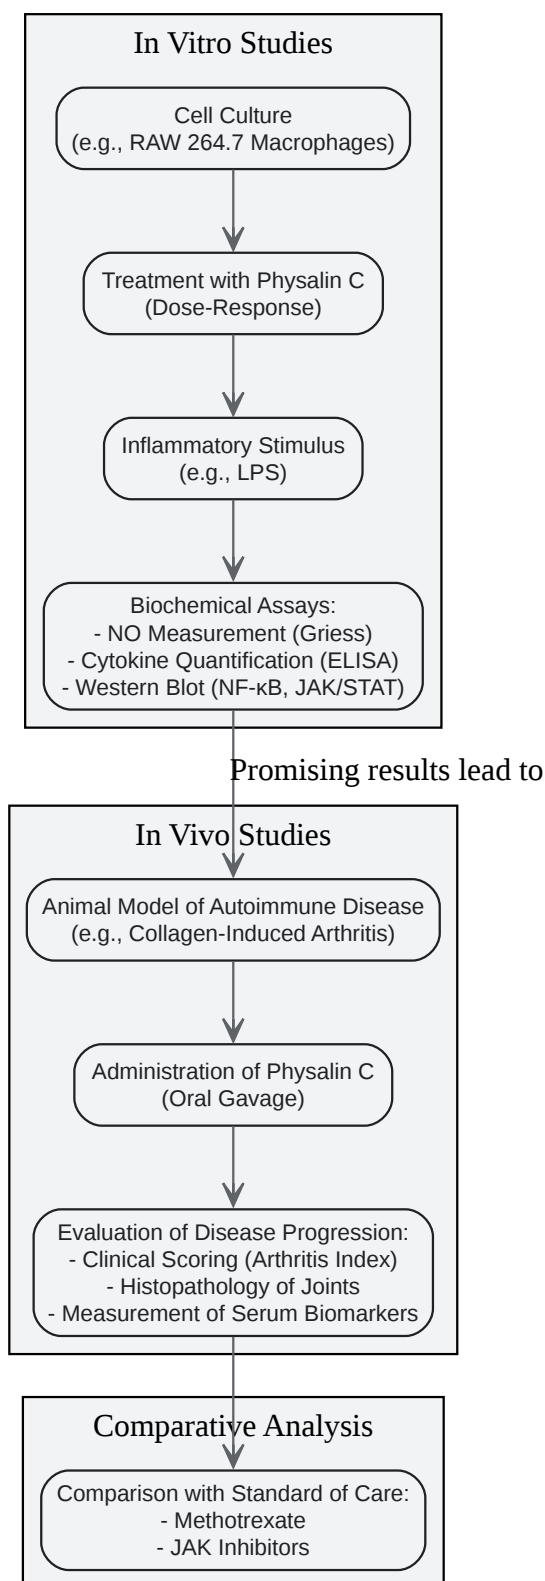 In Vitro Studies
Cell Culture
(e.g., RAW 264.7 Macrophages)
Treatment with Physalin C
(Dose-Response)
Inflammatory Stimulus
(e.g., LPS)
Biochemical Assays:
- NO Measurement (Griess)
- Cytokine Quantification (ELISA)
- Western Blot (NF-κB, JAK/STAT)
Promising results lead to
In Vivo Studies
Animal Model of Autoimmune Disease
(e.g., Collagen-Induced Arthritis)
Administration of Physalin C
(Oral Gavage)
Evaluation of Disease Progression:
- Clinical Scoring (Arthritis Index)
- Histopathology of Joints
- Measurement of Serum Biomarkers
Comparative Analysis
Comparison with Standard of Care:
- Methotrexate
- JAK Inhibitors